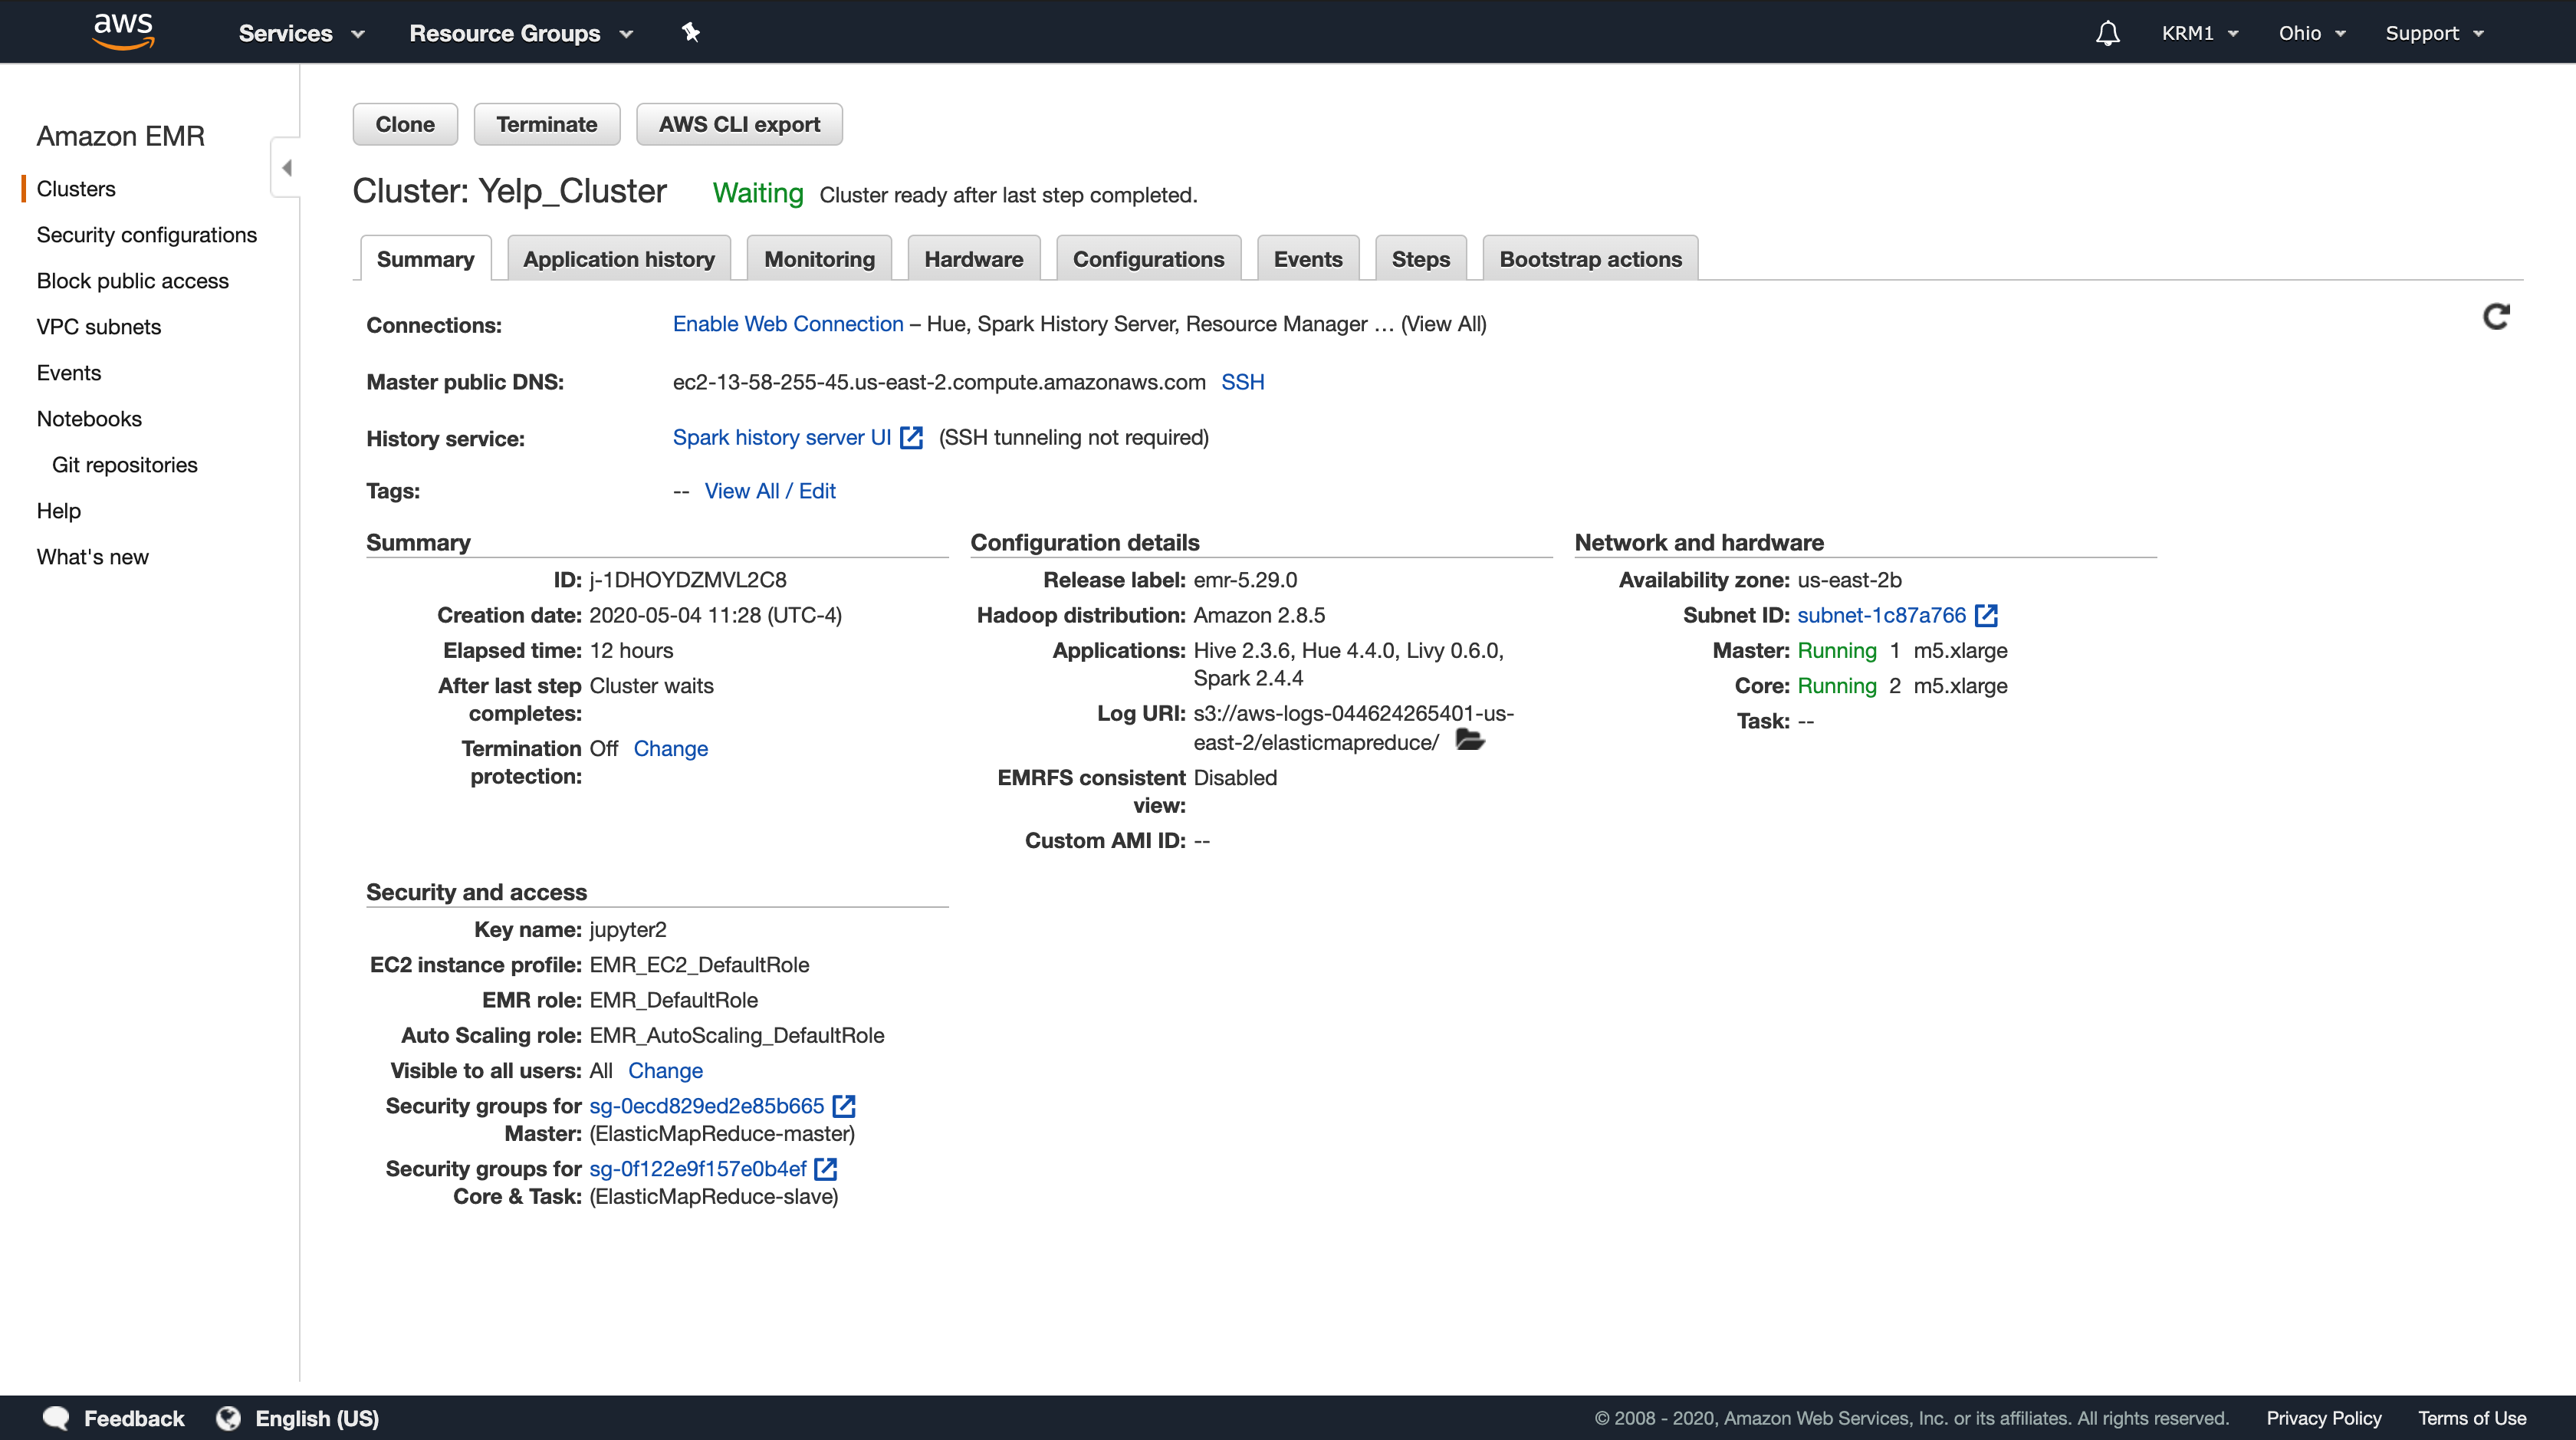 aws Services Resource Groups KRM1 Ohio Support
Amazon EMR
Clusters
Security configurations
Block public access
VPC subnets
Events
Notebooks
Git repositories
Help
What's new
Clone Terminate AWS CLI export
Cluster: Yelp_Cluster Waiting Cluster ready after last step completed.
Summary Application history Monitoring Hardware Configurations Events Steps Bootstrap actions
Connections: Enable Web Connection – Hue, Spark History Server, Resource Manager … (View All)
Master public DNS: ec2-13-58-255-45.us-east-2.compute.amazonaws.com SSH
History service: Spark history server UI (SSH tunneling not required)
Tags: -- View All / Edit
Summary
ID: j-1DHOYDZMVL2C8
Creation date: 2020-05-04 11:28 (UTC-4)
Elapsed time: 12 hours
After last step Cluster waits
completes:
Termination Off Change
protection:
Configuration details
Release label: emr-5.29.0
Hadoop distribution: Amazon 2.8.5
Applications: Hive 2.3.6, Hue 4.4.0, Livy 0.6.0,
Spark 2.4.4
Log URI: s3://aws-logs-044624265401-us-
east-2/elasticmapreduce/
EMRFS consistent Disabled
view:
Custom AMI ID: --
Network and hardware
Availability zone: us-east-2b
Subnet ID: subnet-1c87a766
Master: Running 1 m5.xlarge
Core: Running 2 m5.xlarge
Task: --
Security and access
Key name: jupyter2
EC2 instance profile: EMR_EC2_DefaultRole
EMR role: EMR_DefaultRole
Auto Scaling role: EMR_AutoScaling_DefaultRole
Visible to all users: All Change
Security groups for sg-0ecd829ed2e85b665
Master: (ElasticMapReduce-master)
Security groups for sg-0f122e9f157e0b4ef
Core & Task: (ElasticMapReduce-slave)
Feedback English (US) © 2008 - 2020, Amazon Web Services, Inc. or its affiliates. All rights reserved. Privacy Policy Terms of Use